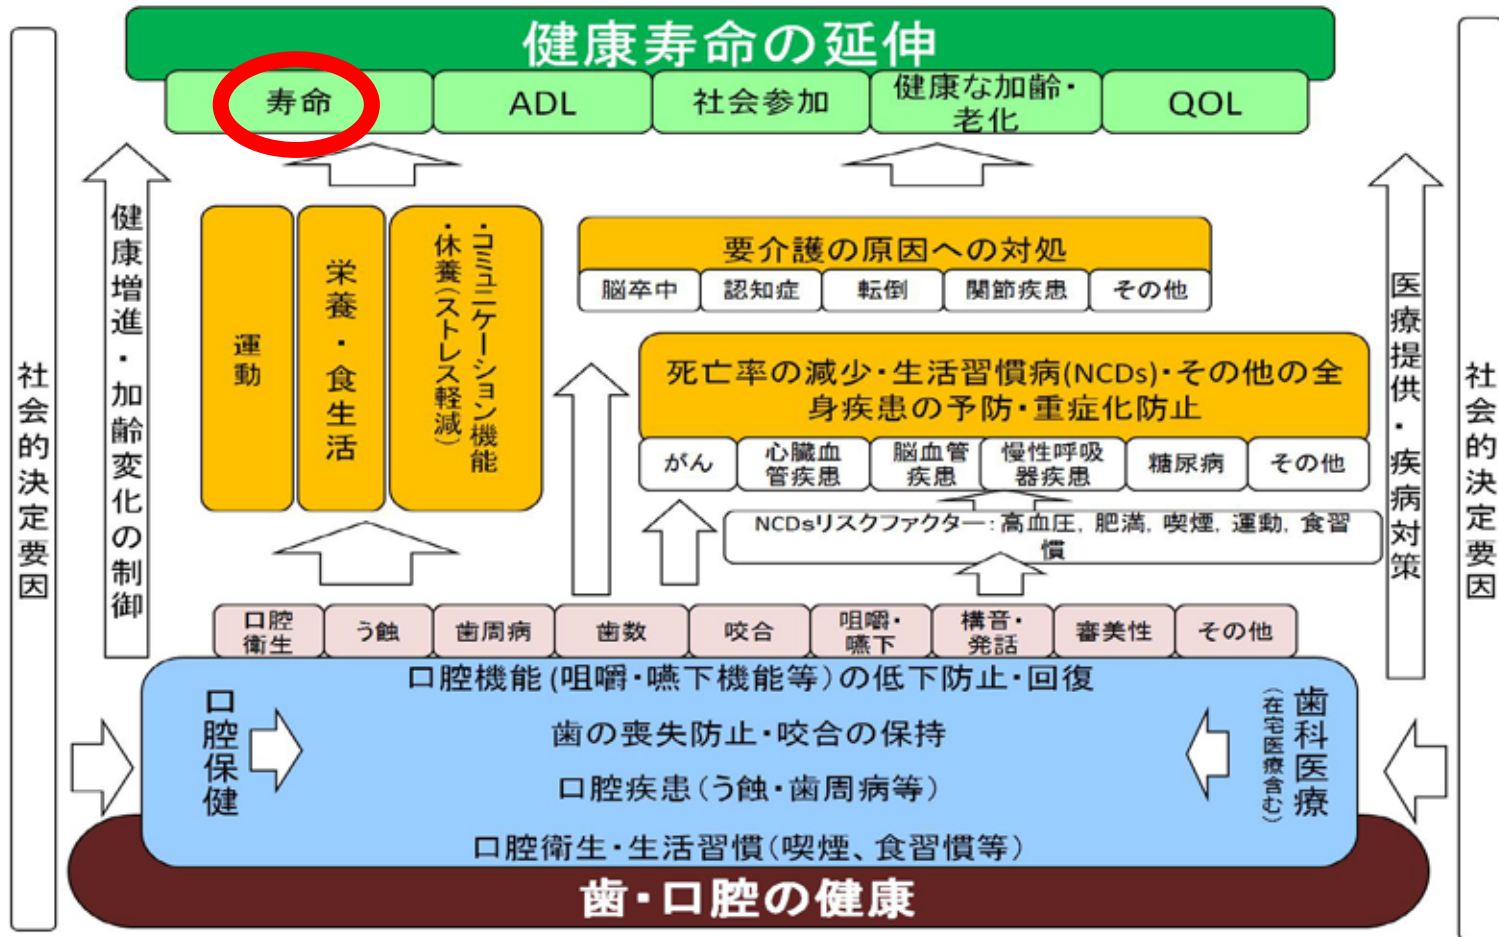 健康寿命の延伸
寿命
ADL
社会参加
健康な加齢・
老化
QOL
社会的決定要因
健康増進・加齢変化の制御
運動
栄養・食生活
・コミュニケーション機能
・休養(ストレス軽減)
要介護の原因への対処
脳卒中
認知症
転倒
関節疾患
その他
死亡率の減少・生活習慣病(NCDs)・その他の全
身疾患の予防・重症化防止
がん
心臓血
管疾患
脳血管
疾患
慢性呼吸
器疾患
糖尿病
その他
NCDsリスクファクター:高血圧, 肥満, 喫煙, 運動, 食習
慣
医療提供・疾病対策
社会的決定要因
口腔
衛生
う蝕
歯周病
歯数
咬合
咀嚼・
嚥下
構音・
発話
審美性
その他
口腔機能(咀嚼・嚥下機能等)の低下防止・回復
歯の喪失防止・咬合の保持
口腔疾患(う蝕・歯周病等)
口腔衛生・生活習慣(喫煙、食習慣等)
口腔保健
歯科医療
(在宅医療含む)
歯・口腔の健康